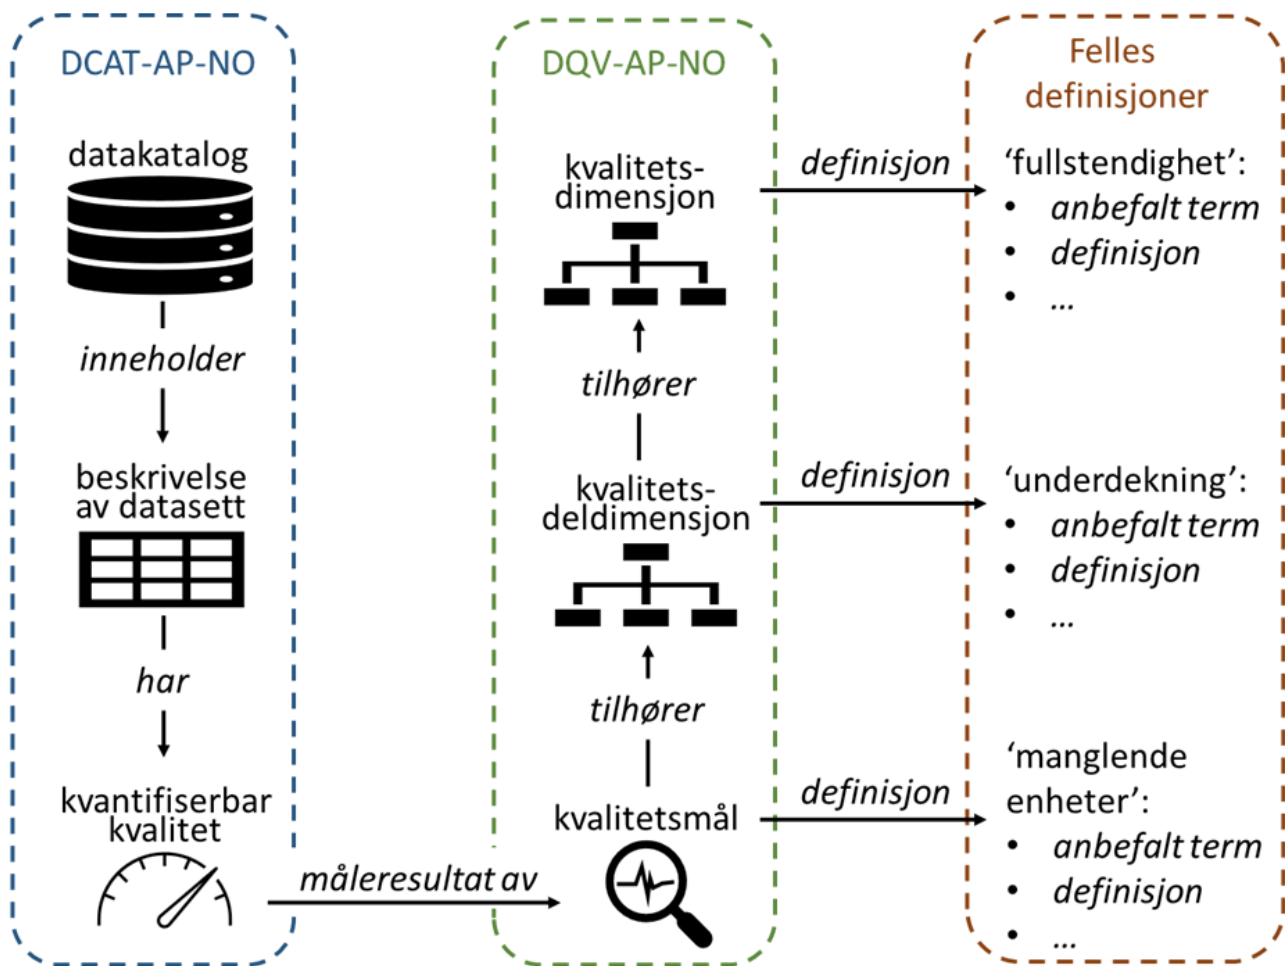 DCAT-AP-NO
datakatalog
inneholder
beskrivelse
av datasett
har
kvantifiserbar
kvalitet
måleresultat av
DQV-AP-NO
kvalitets-
dimensjon
tilhører
kvalitets-
deldimensjon
tilhører
kvalitetsmål
definisjon
definisjon
definisjon
Felles
definisjoner
‘fullstendighet’:
• anbefalt term
• definisjon
• ...
‘underdekning’:
• anbefalt term
• definisjon
• ...
‘manglende
enheter’:
• anbefalt term
• definisjon
• ...